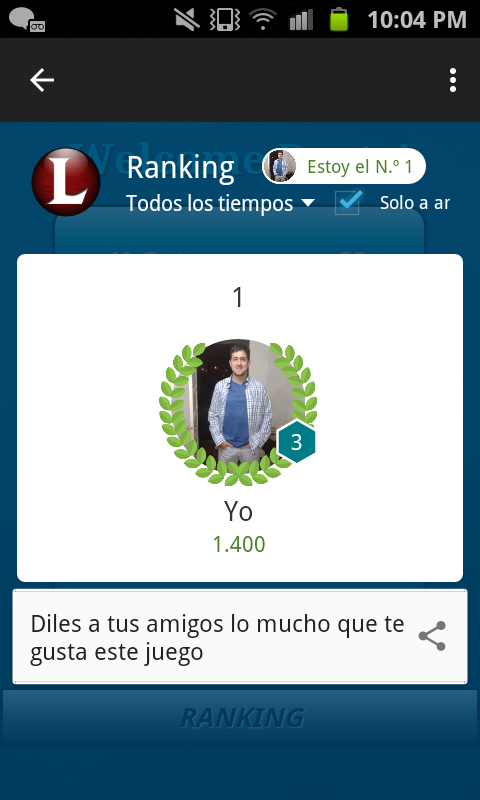 10:04 PM
Welcome
L
Ranking
Estoy el N.º 1
Todos los tiempos
Solo a ar
1
3
Yo
1.400
Diles a tus amigos lo mucho que te
gusta este juego
RANKING